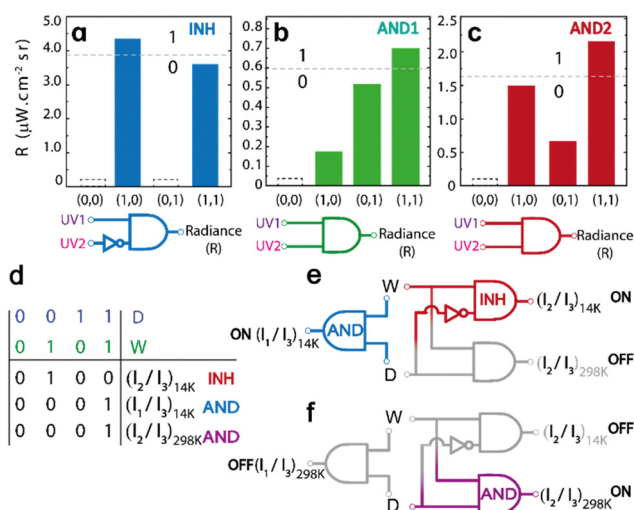 a INH
R (µW.cm⁻² sr)
5.0
4.0
3.0
2.0
1.0
0
1
0
(0,0) (1,0) (0,1) (1,1)
UV1
UV2
Radiance
(R)
b AND1
0.8
0.7
0.6
0.5
0.4
0.3
0.2
0.1
0
1
0
(0,0) (1,0) (0,1) (1,1)
UV1
UV2
Radiance
(R)
c AND2
2.5
2.0
1.5
1.0
0.5
0
1
0
(0,0) (1,0) (0,1) (1,1)
UV1
UV2
Radiance
(R)
d
0 0 1 1 D
0 1 0 1 W
0 1 0 0 (I₂/I₃)14K INH
0 0 0 1 (I₁/I₃)14K AND
0 0 0 1 (I₂/I₃)298K AND
e
W
INH
(I₂/I₃)14K ON
ON (I₁/I₃)14K
AND
(I₂/I₃)298K OFF
D
f
W
(I₂/I₃)14K OFF
OFF(I₁/I₃)298K
AND
(I₂/I₃)298K ON
D